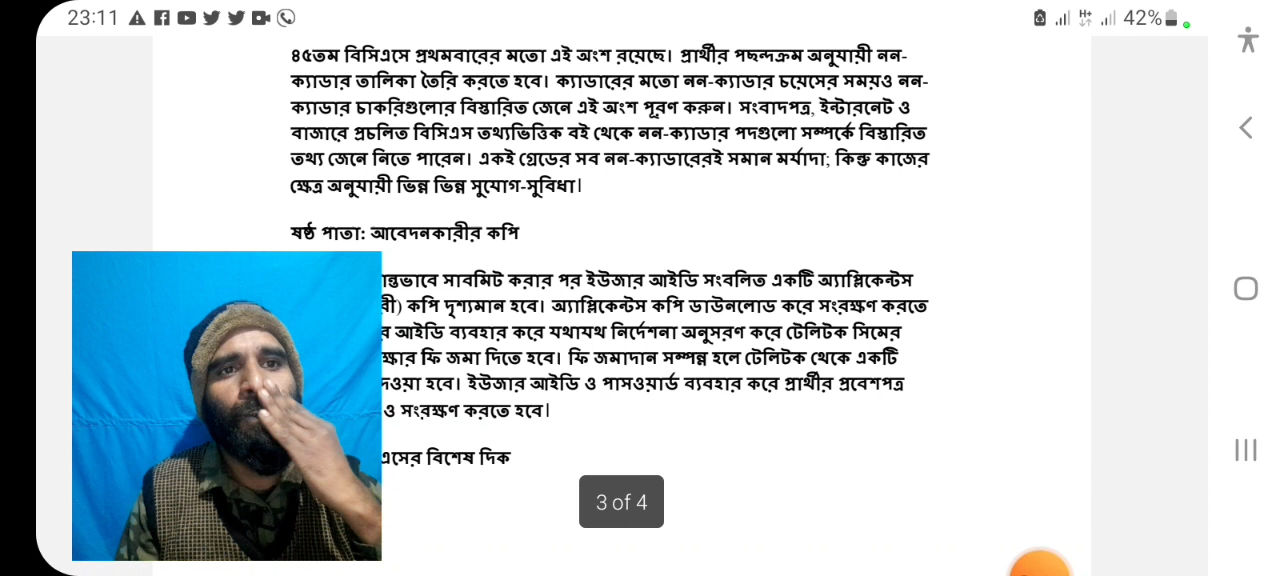 23:11
42%
৪৫তম বিসিএসে প্রথমবারের মতো এই অংশ রয়েছে। প্রার্থীর পছন্দক্রম অনুযায়ী নন-
ক্যাডার তালিকা তৈরি করতে হবে। ক্যাডারের মতো নন-ক্যাডার চয়েসের সময়ও নন-
ক্যাডার চাকরিগুলোর বিস্তারিত জেনে এই অংশ পূরণ করুন। সংবাদপত্র, ইন্টারনেট ও
বাজারে প্রচলিত বিসিএস তথ্যভিত্তিক বই থেকে নন-ক্যাডার পদগুলো সম্পর্কে বিস্তারিত
তথ্য জেনে নিতে পারেন। একই গ্রেডের সব নন-ক্যাডারেরই সমান মর্যাদা; কিন্তু কাজের
ক্ষেত্র অনুযায়ী ভিন্ন ভিন্ন সুযোগ-সুবিধা।
ষষ্ঠ পাতা: আবেদনকারীর কপি
সাবমিট করার পর ইউজার আইডি সংবলিত একটি অ্যাপ্লিকেন্টস
কপি দৃশ্যমান হবে। অ্যাপ্লিকেন্টস কপি ডাউনলোড করে সংরক্ষণ করতে
আইডি ব্যবহার করে যথাযথ নির্দেশনা অনুসরণ করে টেলিটক সিমের
ফি জমা দিতে হবে। ফি জমাদান সম্পন্ন হলে টেলিটক থেকে একটি
হবে। ইউজার আইডি ও পাসওয়ার্ড ব্যবহার করে প্রার্থীর প্রবেশপত্র
ও সংরক্ষণ করতে হবে।
বিশেষ দিক
3 of 4